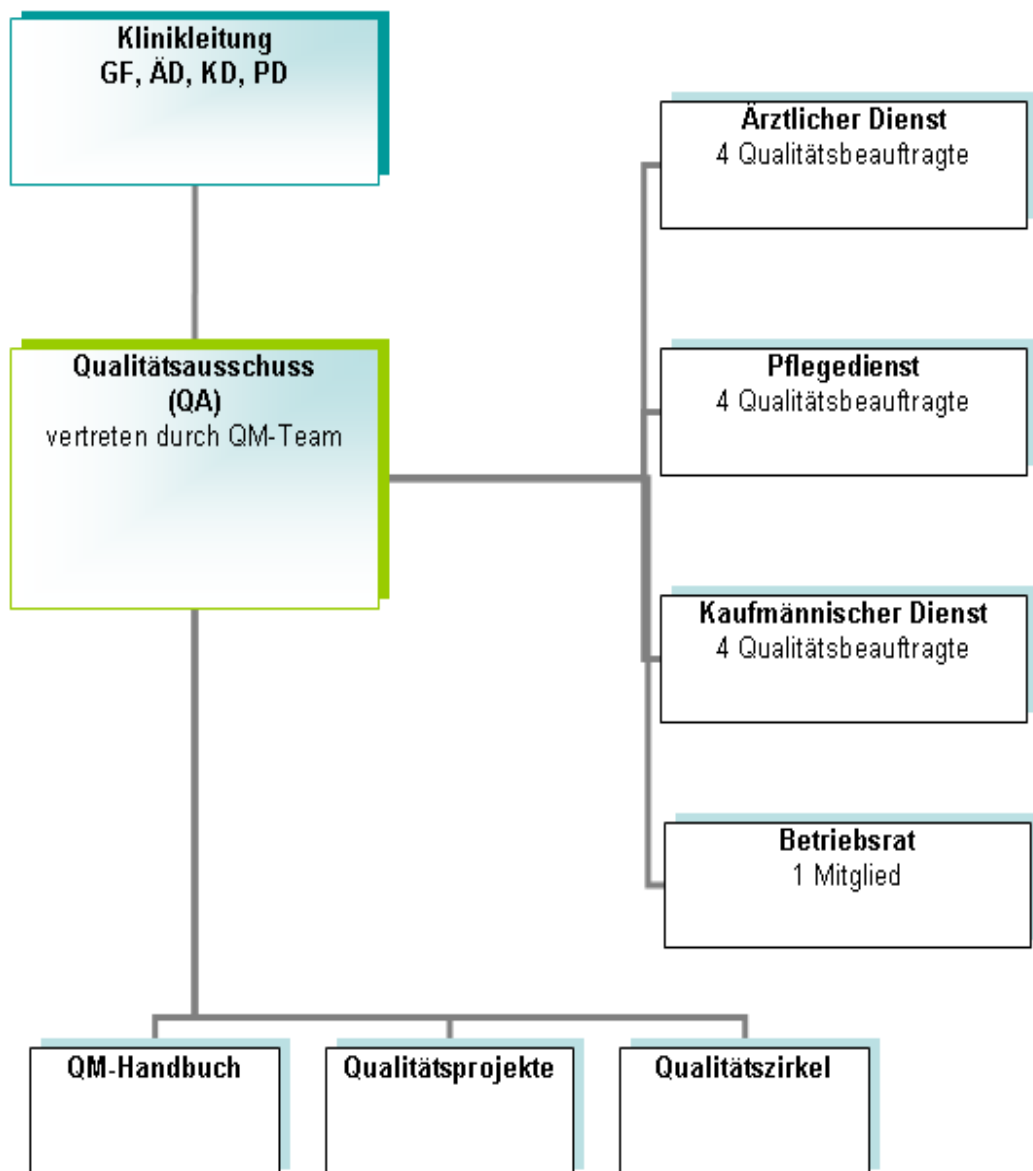 Klinikleitung
GF, ÄD, KD, PD
Ärztlicher Dienst
4 Qualitätsbeauftragte
Qualitätsausschuss
(QA)
vertreten durch QM-Team
Pflegedienst
4 Qualitätsbeauftragte
Kaufmännischer Dienst
4 Qualitätsbeauftragte
Betriebsrat
1 Mitglied
QM-Handbuch
Qualitätsprojekte
Qualitätszirkel